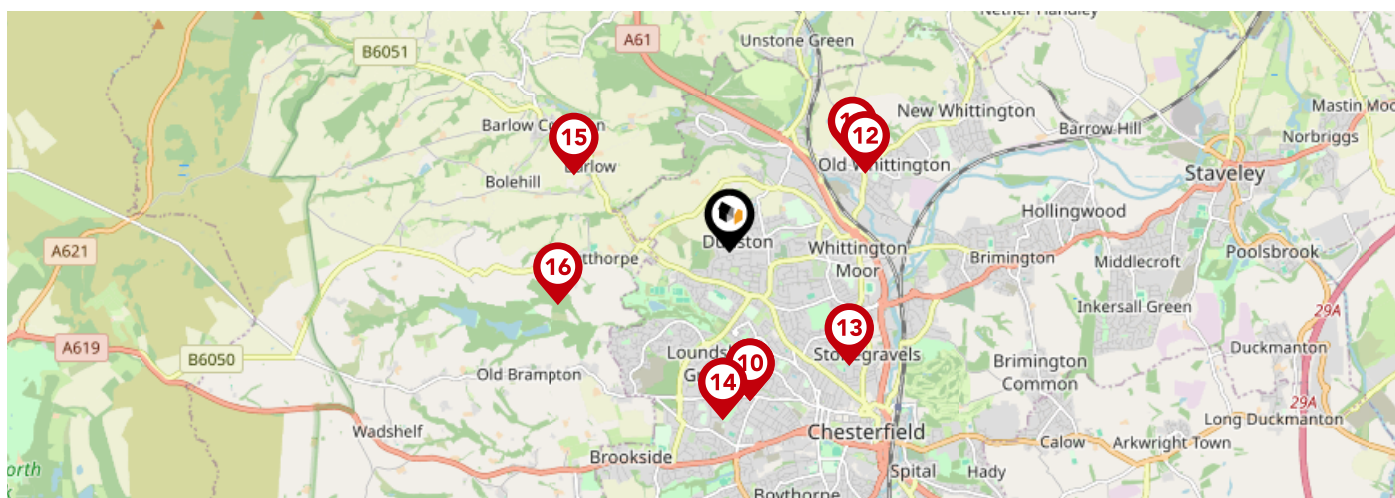 Nether Handley
A61
Unstone Green
B6051
New Whittington
Mastin Moor
Barlow Common
15
12
Barrow Hill
Norbriggs
Barlow
Old Whittington
Staveley
Bolehill
Hollingwood
A621
Dunston
Whittington
Moor
Brimington
Middlecroft
Poolsbrook
16
Cutthorpe
Inkersall Green
29A
13
A619
B6050
Loundsley
Green
Stonegravels
Duckmanton
10
14
Old Brampton
Brimington
Common
29A
Long Duckmanton
Wadshelf
Chesterfield
Calow
Arkwright Town
Brookside
Spital
Hady
Boythorpe
orth